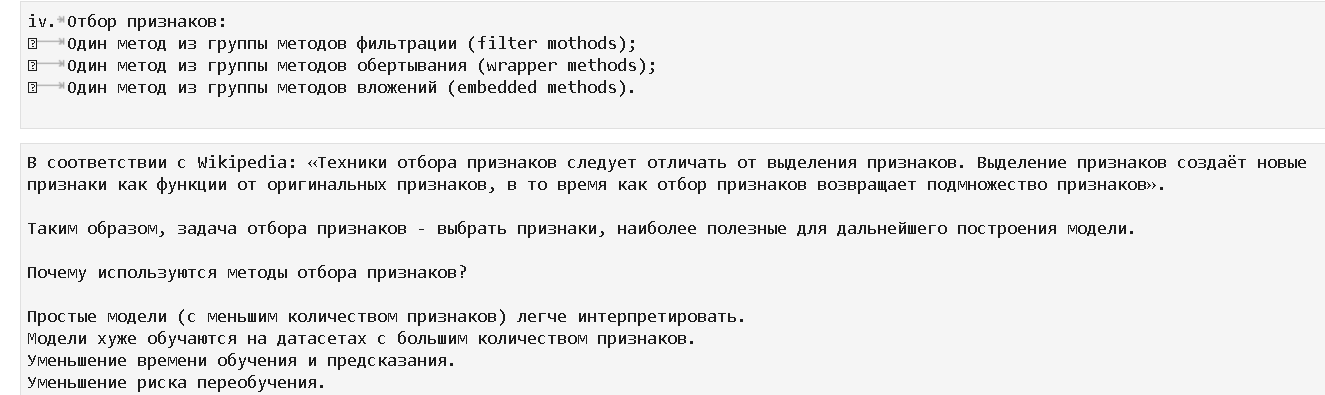 iv. Отбор признаков:
Один метод из группы методов фильтрации (filter mothods);
Один метод из группы методов обертывания (wrapper methods);
Один метод из группы методов вложений (embedded methods).
В соответствии с Wikipedia: «Техники отбора признаков следует отличать от выделения признаков. Выделение признаков создаёт новые
признаки как функции от оригинальных признаков, в то время как отбор признаков возвращает подмножество признаков».
Таким образом, задача отбора признаков - выбрать признаки, наиболее полезные для дальнейшего построения модели.
Почему используются методы отбора признаков?
Простые модели (с меньшим количеством признаков) легче интерпретировать.
Модели хуже обучаются на датасетах с большим количеством признаков.
Уменьшение времени обучения и предсказания.
Уменьшение риска переобучения.